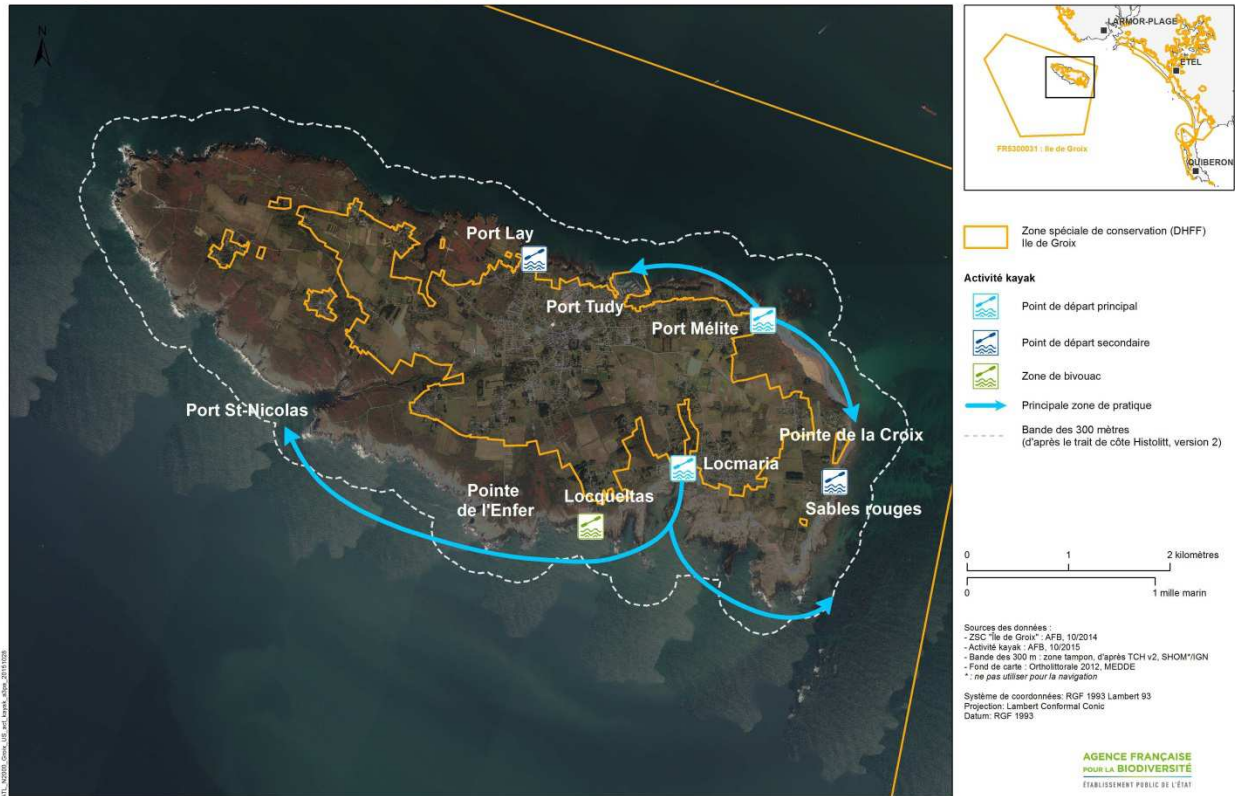 N
Port Lay
Port Tudy
Port Mélite
Port St-Nicolas
Pointe de la Croix
Locmaria
Pointe
de l'Enfer
Locqueltas
Sables rouges
LARMOR-PLAGE
ETEL
FR5300031 : Ile de Groix
QUIBERON
Zone spéciale de conservation (DHFF)
Ile de Groix
Activité kayak
Point de départ principal
Point de départ secondaire
Zone de bivouac
Principale zone de pratique
Bande des 300 mètres
(d'après le trait de côte Histolitt, version 2)
0 1 2 kilomètres
0 1 mille marin
Sources des données :
- ZSC "Île de Groix" : AFB, 10/2014
- Activité kayak : AFB, 10/2015
- Bande des 300 m : zone tampon, d'après TCH v2, SHOM*/IGN
- Fond de carte : Ortholittorale 2012, MEDDE
* : ne pas utiliser pour la navigation
Système de coordonnées: RGF 1993 Lambert 93
Projection: Lambert Conformal Conic
Datum: RGF 1993
AGENCE FRANÇAISE
POUR LA BIODIVERSITÉ
ÉTABLISSEMENT PUBLIC DE L'ÉTAT